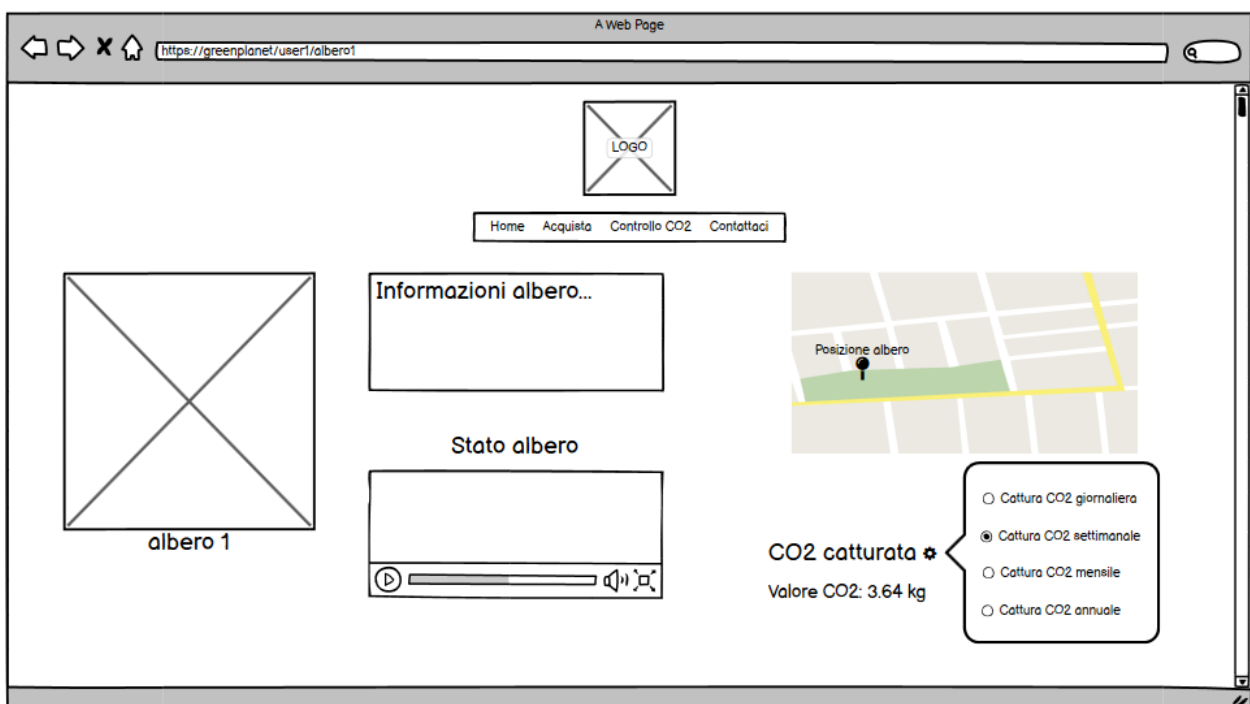 A Web Page
https://greenplanet/user1/albero1
LOGO
Home Acquista Controllo CO2 Contattaci
Informazioni albero...
Posizione albero
Stato albero
albero 1
CO2 catturata
Valore CO2: 3.64 kg
Cattura CO2 giornaliera
Cattura CO2 settimanale
Cattura CO2 mensile
Cattura CO2 annuale